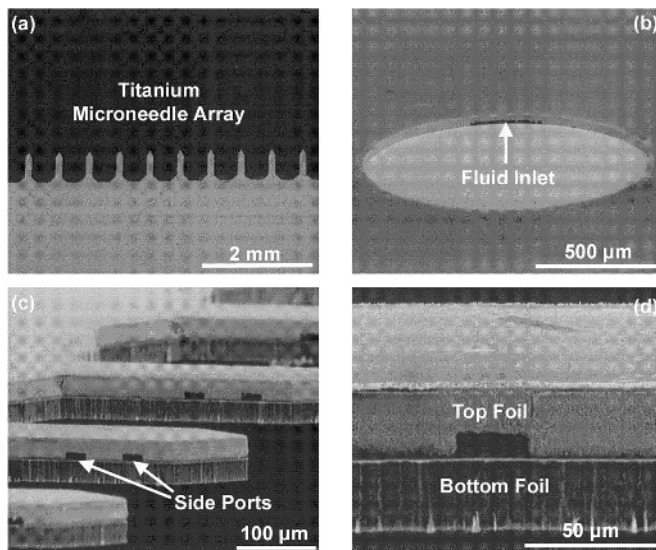 (a)
Titanium
Microneedle Array
2 mm
(b)
Fluid Inlet
500 µm
(c)
Side Ports
100 µm
(d)
Top Foil
Bottom Foil
50 µm